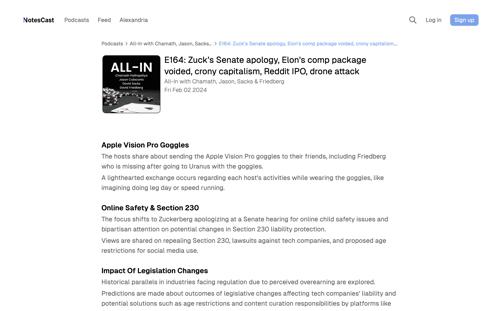 NotesCast
Podcasts
Feed
Alexandria
Log in
Sign up
Podcasts > All-In with Chamath, Jason, Sacks... > E164: Zuck's Senate apology, Elon's comp package voided, crony capitalism,...
ALL-IN
Chamath Palihapitiya
Jason Calacanis
David Sacks
David Friedberg
E164: Zuck's Senate apology, Elon's comp package
voided, crony capitalism, Reddit IPO, drone attack
All-In with Chamath, Jason, Sacks & Friedberg
Fri Feb 02 2024
Apple Vision Pro Goggles
The hosts share about sending the Apple Vision Pro goggles to their friends, including Friedberg
who is missing after going to Uranus with the goggles.
A lighthearted exchange occurs regarding each host's activities while wearing the goggles, like
imagining doing leg day or speed running.
Online Safety & Section 230
The focus shifts to Zuckerberg apologizing at a Senate hearing for online child safety issues and
bipartisan attention on potential changes in Section 230 liability protection.
Views are shared on repealing Section 230, lawsuits against tech companies, and proposed age
restrictions for social media use.
Impact Of Legislation Changes
Historical parallels in industries facing regulation due to perceived overearning are explored.
Predictions are made about outcomes of legislative changes affecting tech companies' liability and
potential solutions such as age restrictions and content curation responsibilities by platforms like